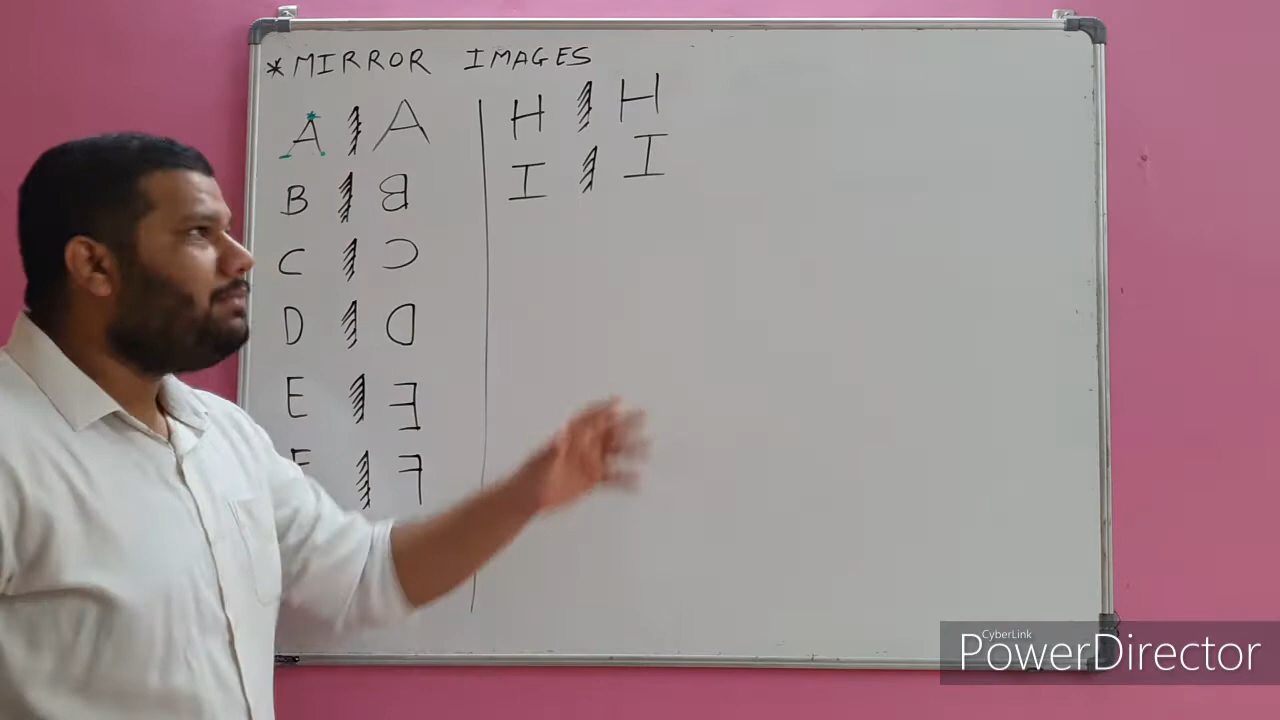 * MIRROR IMAGES
A A
B B
C C
D D
E E
F F
H H
I I
CyberLink
PowerDirector